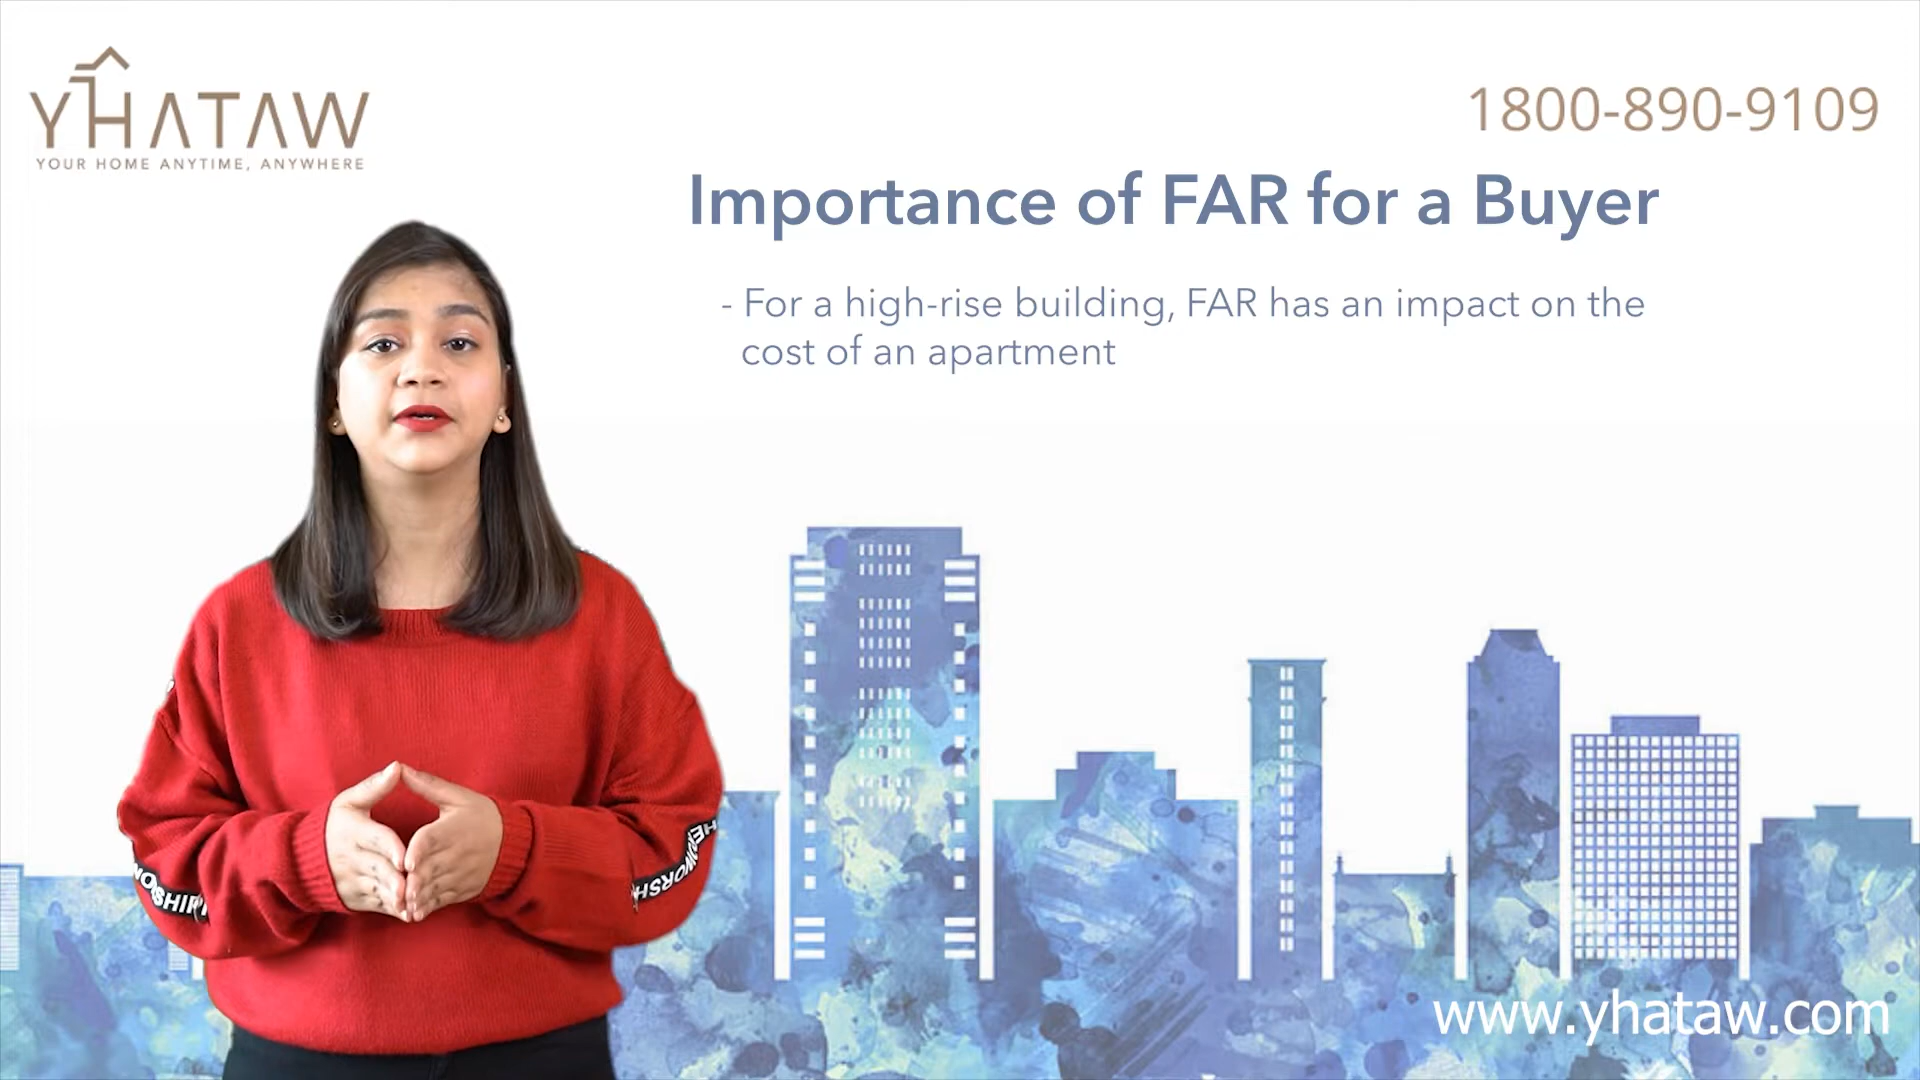 YHATAW
YOUR HOME ANYTIME, ANYWHERE
1800-890-9109
Importance of FAR for a Buyer
- For a high-rise building, FAR has an impact on the
cost of an apartment
www.yhataw.com